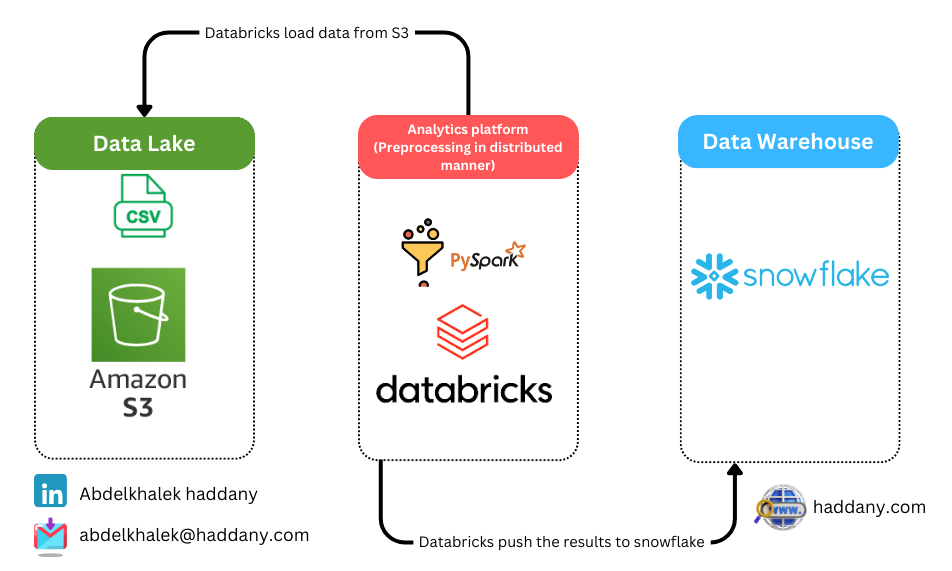 Databricks load data from S3
Data Lake
CSV
Amazon
S3
Analytics platform
(Preprocessing in distributed
manner)
PySpark
databricks
Data Warehouse
snowflake
in
Abdelkhalek haddany
abdelkhalek@haddany.com
Databricks push the results to snowflake
www.
haddany.com